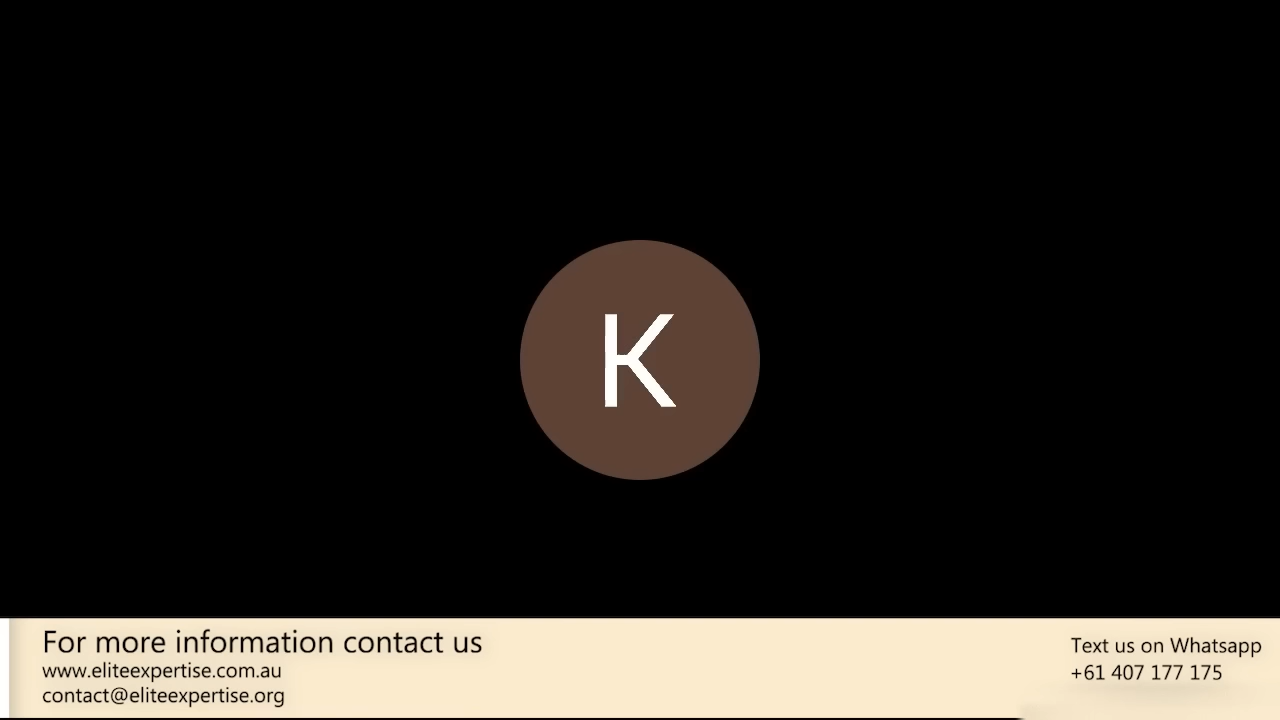 K
For more information contact us
www.eliteexpertise.com.au
contact@eliteexpertise.org
Text us on Whatsapp
+61 407 177 175